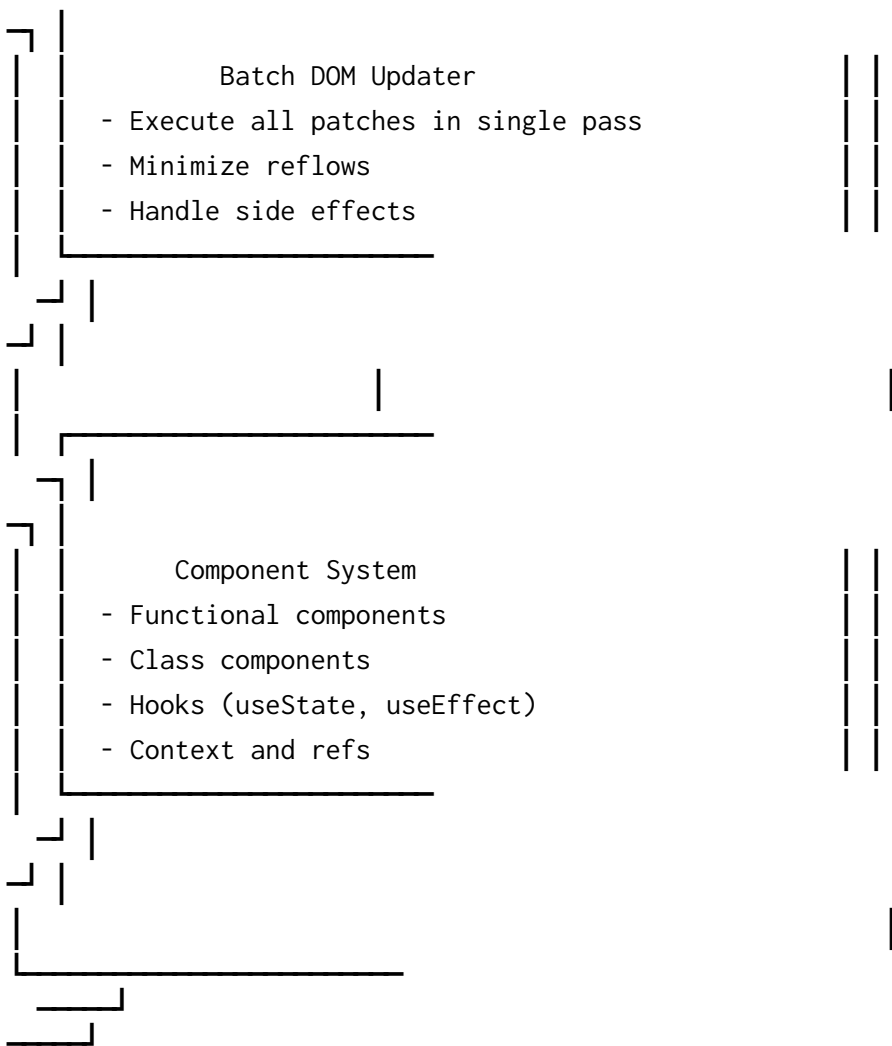 Batch DOM Updater
- Execute all patches in single pass
- Minimize reflows
- Handle side effects
Component System
- Functional components
- Class components
- Hooks (useState, useEffect)
- Context and refs